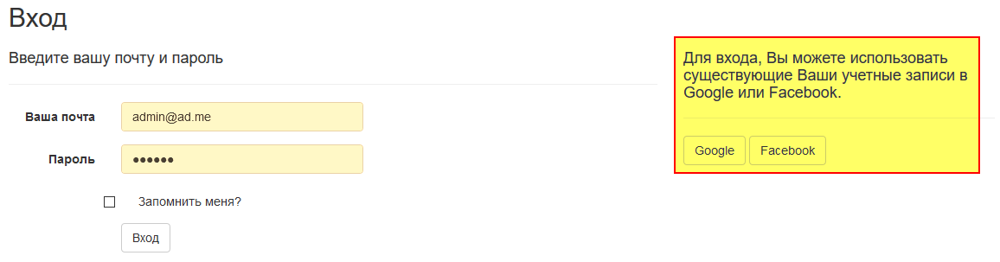 Вход
Введите вашу почту и пароль
Ваша почта
admin@ad.me
Пароль
●●●●●●
Запомнить меня?
Вход
Для входа, Вы можете использовать
существующие Ваши учетные записи в
Google или Facebook.
Google
Facebook